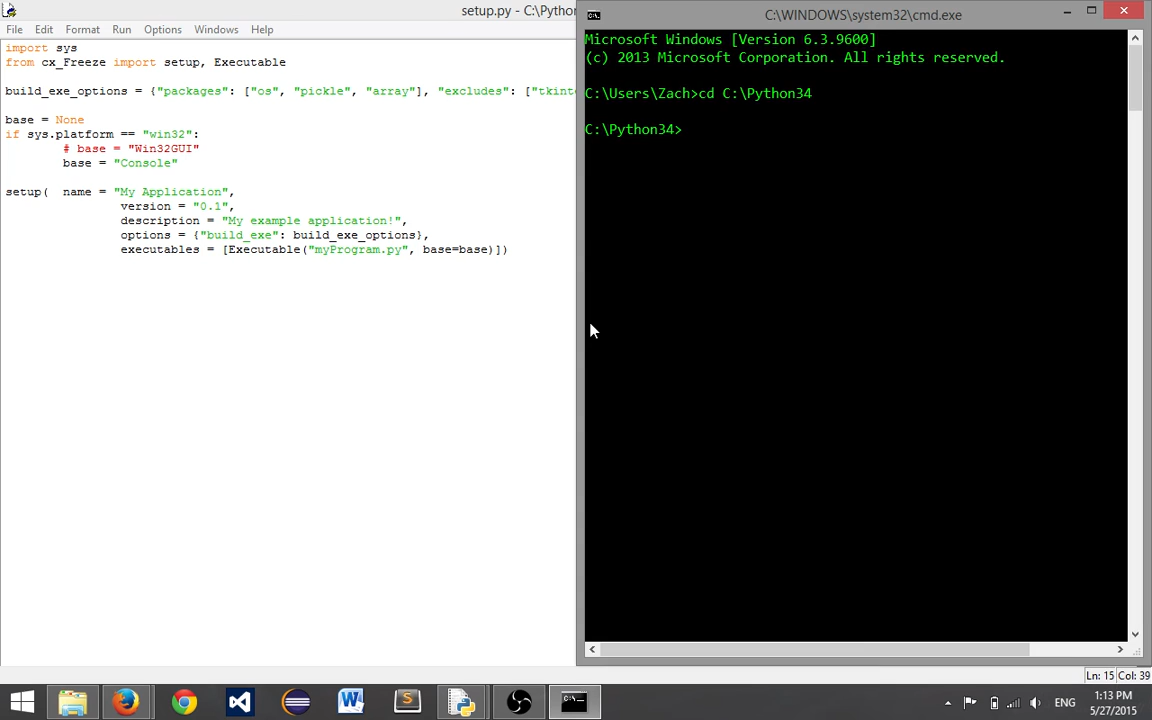 setup.py - C:\Pytho
File Edit Format Run Options Windows Help
import sys
from cx_Freeze import setup, Executable
build_exe_options = {"packages": ["os", "pickle", "array"], "excludes": ["tkint
base = None
if sys.platform == "win32":
# base = "Win32GUI"
base = "Console"
setup( name = "My Application",
version = "0.1",
description = "My example application!",
options = {"build_exe": build_exe_options},
executables = [Executable("myProgram.py", base=base)])
C:\WINDOWS\system32\cmd.exe
Microsoft Windows [Version 6.3.9600]
(c) 2013 Microsoft Corporation. All rights reserved.
C:\Users\Zach>cd C:\Python34
C:\Python34>
Ln: 15 Col: 39
ENG
1:13 PM
5/27/2015